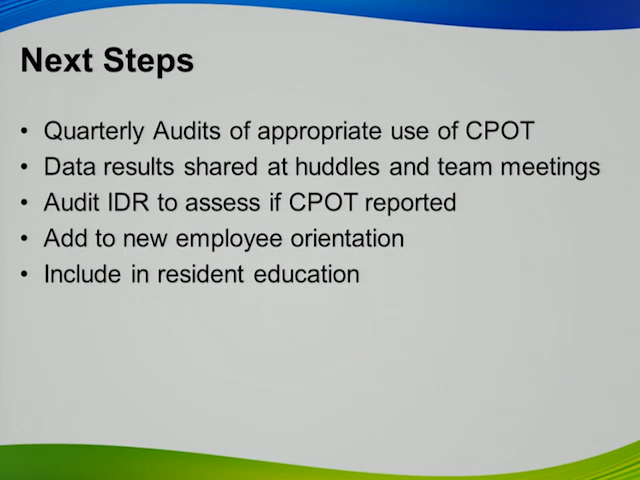 Next Steps
• Quarterly Audits of appropriate use of CPOT
• Data results shared at huddles and team meetings
• Audit IDR to assess if CPOT reported
• Add to new employee orientation
• Include in resident education